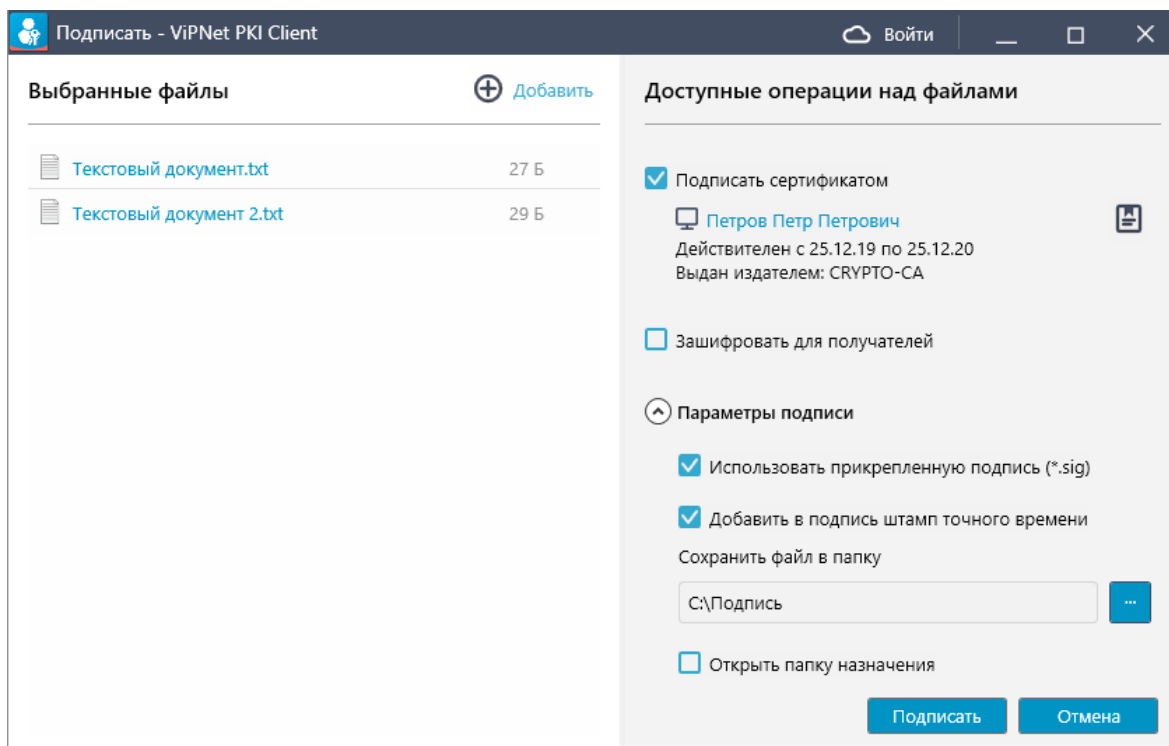 Подписать - ViPNet PKI Client
Войти
Выбранные файлы
Добавить
Текстовый документ.txt 27 Б
Текстовый документ 2.txt 29 Б
Доступные операции над файлами
Подписать сертификатом
Петров Петр Петрович
Действителен с 25.12.19 по 25.12.20
Выдан издателем: CRYPTO-CA
Зашифровать для получателей
Параметры подписи
Использовать прикрепленную подпись (*.sig)
Добавить в подпись штамп точного времени
Сохранить файл в папку
C:\Подпись
...
Открыть папку назначения
Подписать
Отмена